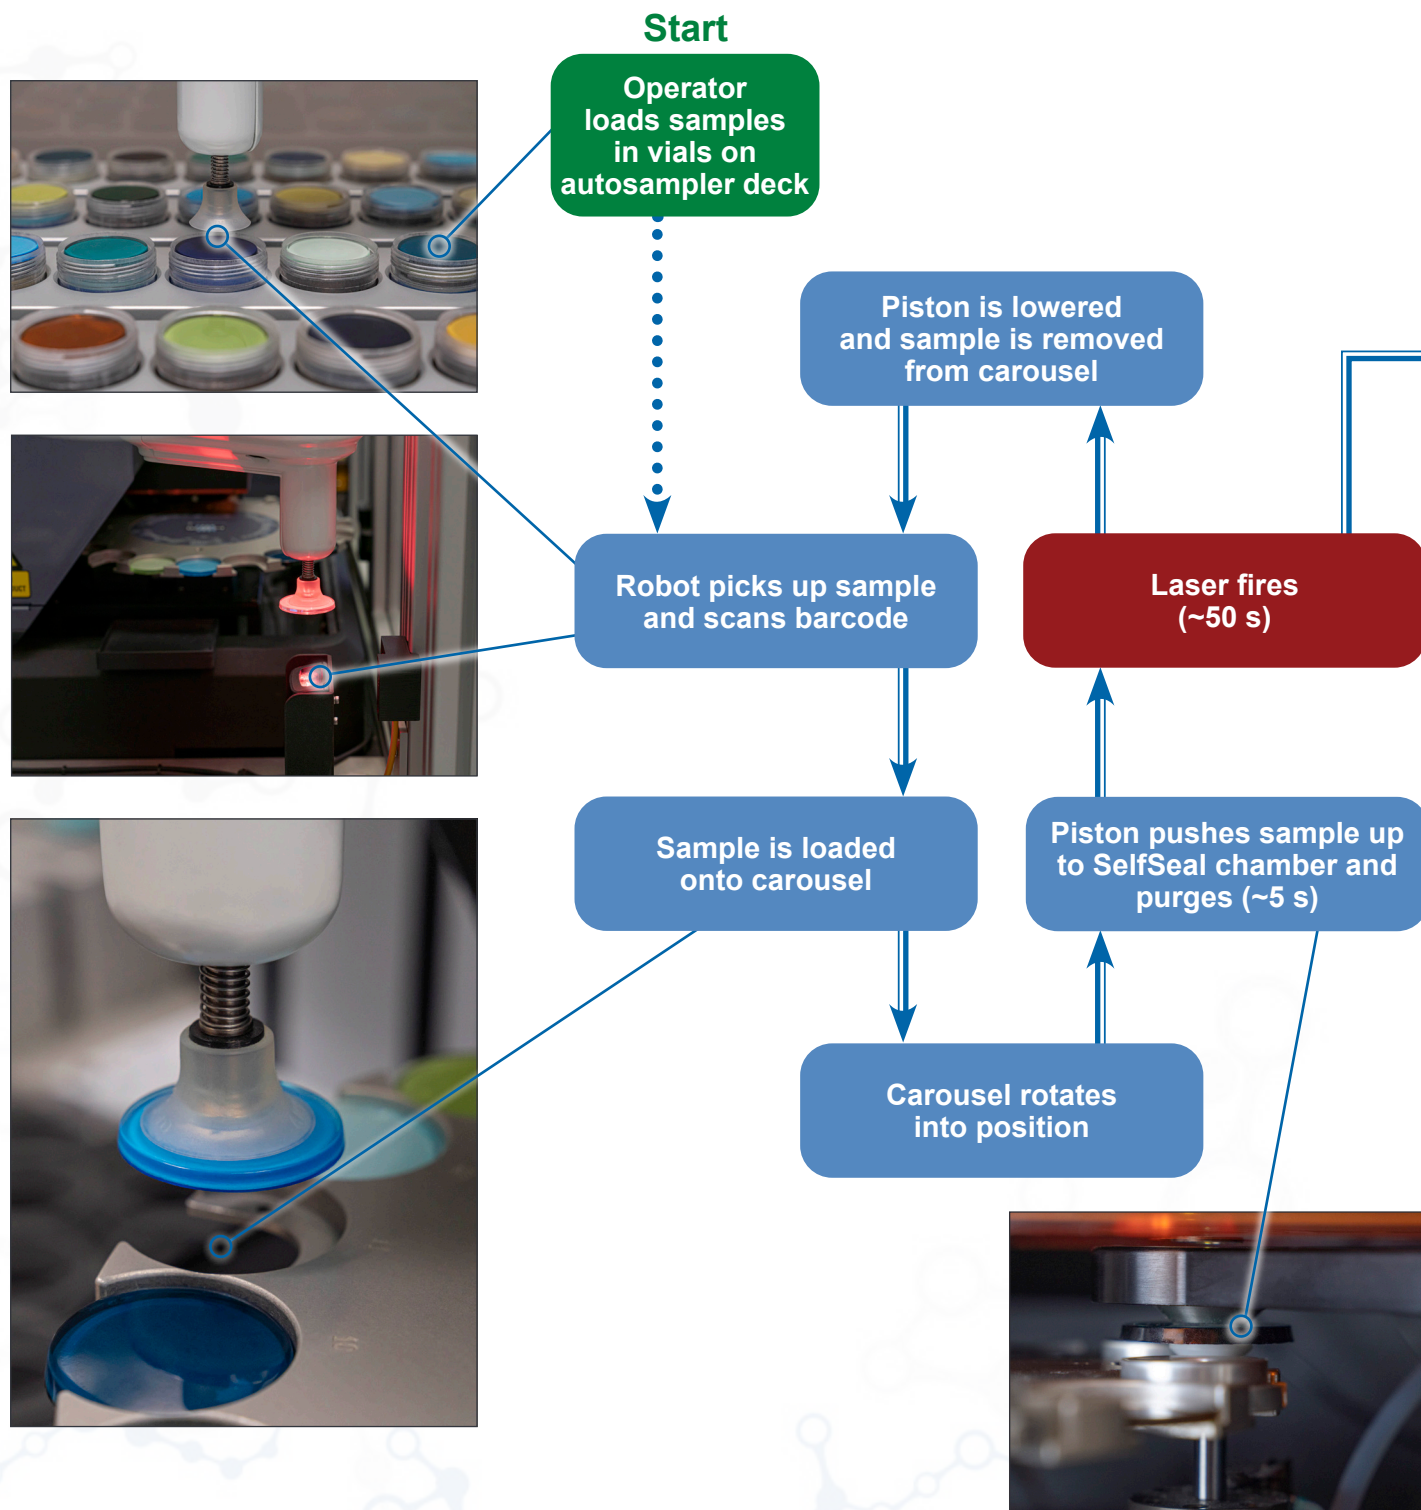 Start
Operator
loads samples
in vials on
autosampler deck
Piston is lowered
and sample is removed
from carousel
Robot picks up sample
and scans barcode
Laser fires
(~50 s)
Sample is loaded
onto carousel
Piston pushes sample up
to SelfSeal chamber and
purges (~5 s)
Carousel rotates
into position